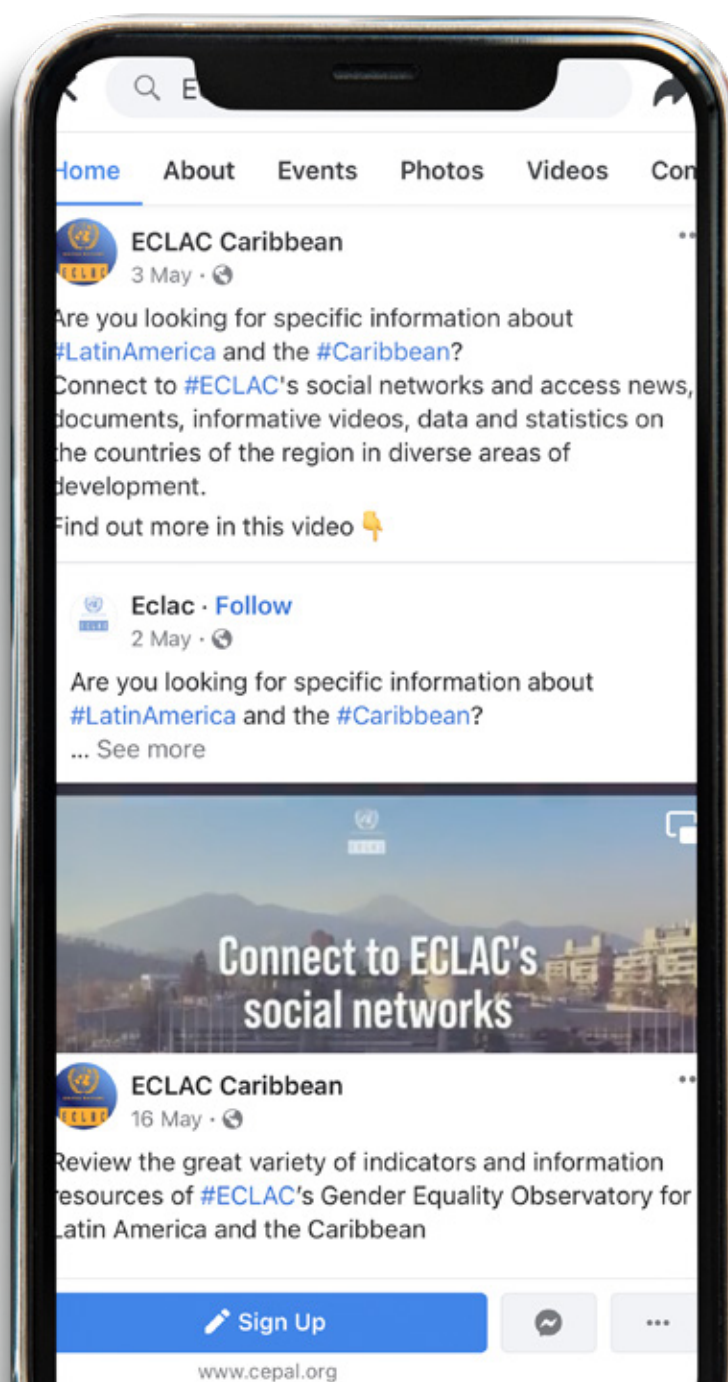 Home About Events Photos Videos
ECLAC Caribbean
3 May ·
Are you looking for specific information about
#LatinAmerica and the #Caribbean?
Connect to #ECLAC's social networks and access news,
documents, informative videos, data and statistics on
the countries of the region in diverse areas of
development.
Find out more in this video
Eclac · Follow
2 May ·
Are you looking for specific information about
#LatinAmerica and the #Caribbean?
... See more
ECLAC
Connect to ECLAC's
social networks
ECLAC Caribbean
16 May ·
Review the great variety of indicators and information
resources of #ECLAC's Gender Equality Observatory for
Latin America and the Caribbean
Sign Up
www.cepal.org